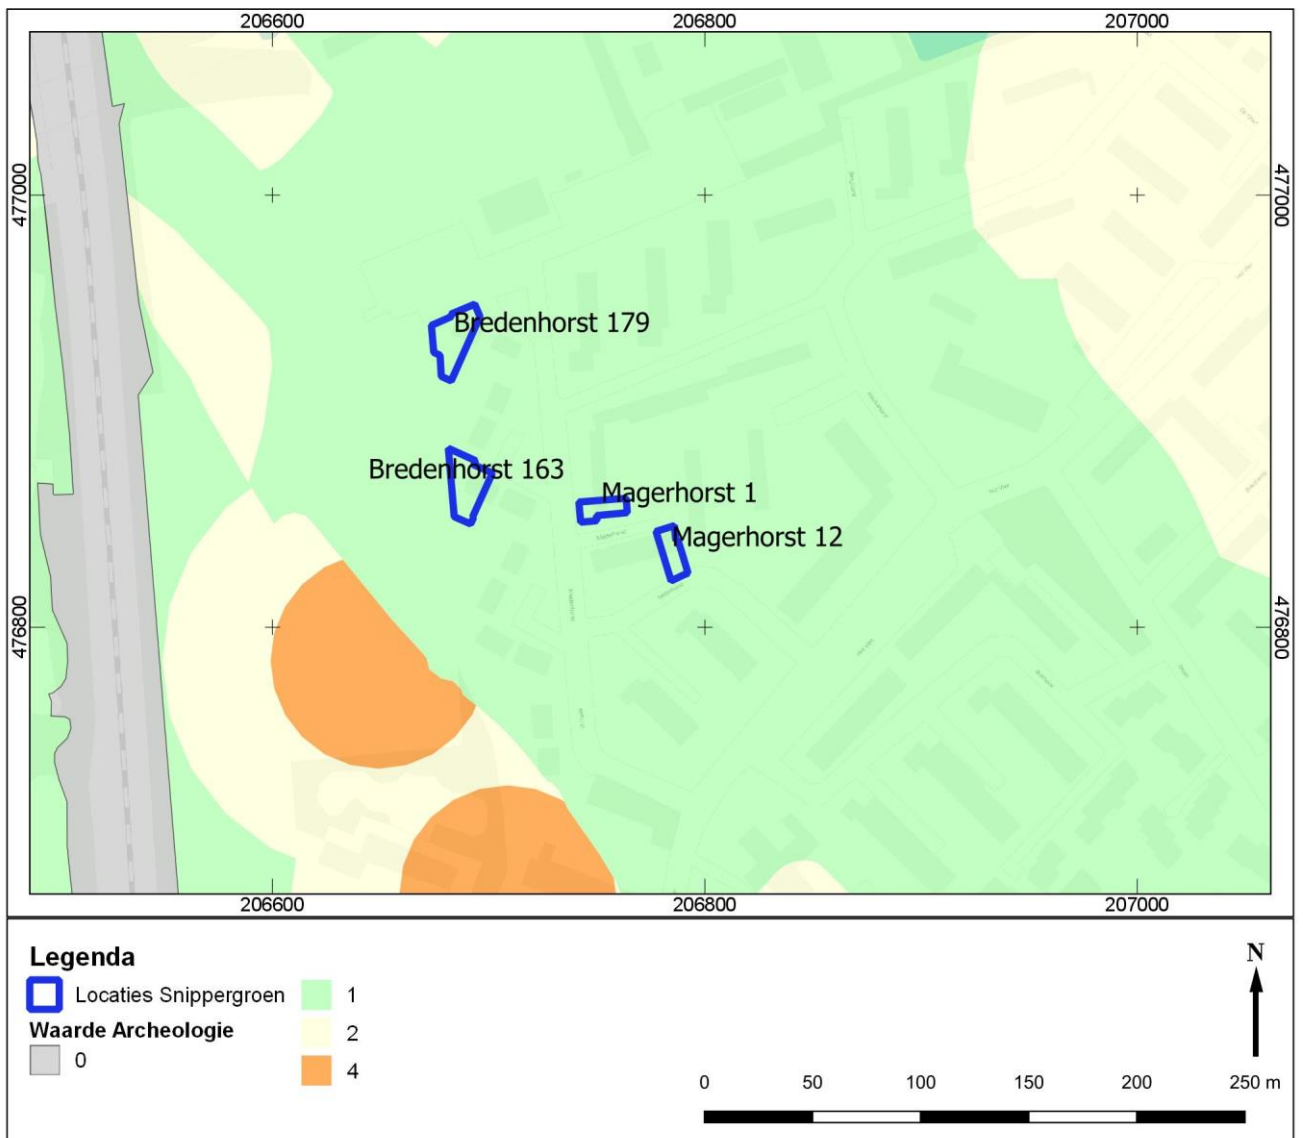 206600 206800 207000
477000
477000
Bredenhorst 179
Bredenhorst 163
Magerhorst 1
Magerhorst 12
476800
476800
206600 206800 207000
Legenda
Locaties Snippergroen
Waarde Archeologie
0
1
2
4
N
0 50 100 150 200 250 m